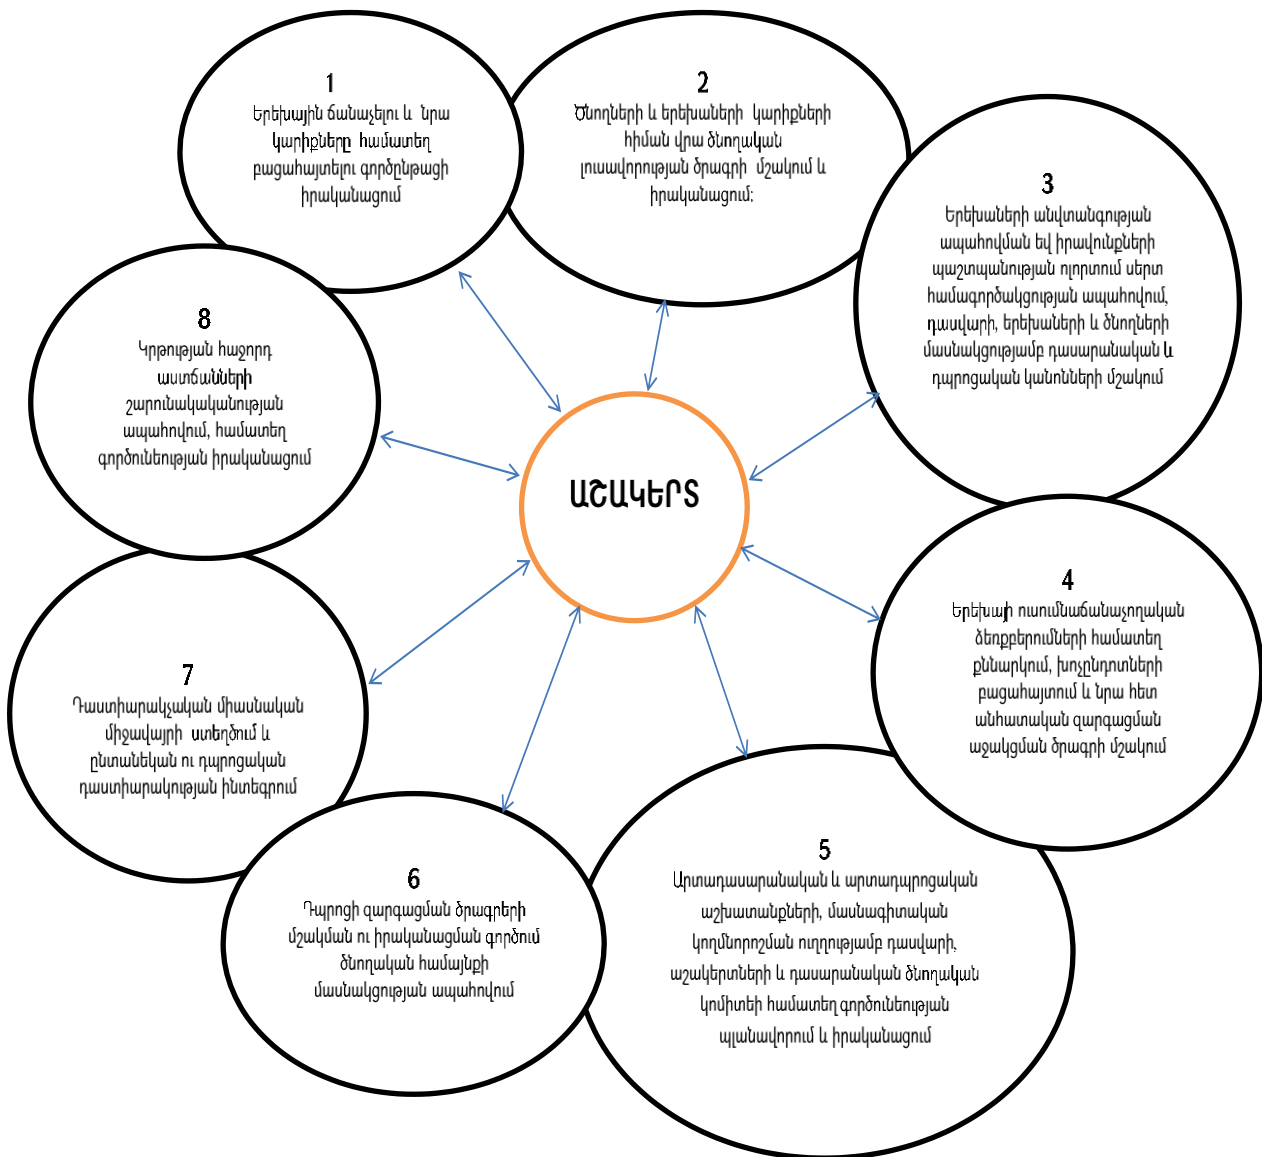 1
Երեխային ճանաչելու և նրա
կարիքները համատեղ
բացահայտելու գործընթացի
իրականացում
2
Ծնողների և երեխաների կարիքների
հիման վրա ծնողական
լուսավորության ծրագրի մշակում և
իրականացում:
3
Երեխաների անվտանգության
ապահովման եվ իրավունքների
պաշտպանության ոլորտում սերտ
համագործակցության ապահովում,
դասվարի, երեխաների և ծնողների
մասնակցությամբ դասարանական և
դպրոցական կանոնների մշակում
4
Երեխայի ուսումնաճանաչողական
ձեռքբերումների համատեղ
քննարկում, խոչընդոտների
բացահայտում և նրա հետ
անհատական զարգացման
աջակցման ծրագրի մշակում
5
Արտադասարանական և արտադպրոցական
աշխատանքների, մասնագիտական
կողմնորոշման ուղղությամբ դասվարի,
աշակերտների և դասարանական ծնողական
կոմիտեի համատեղ գործունեության
պլանավորում և իրականացում
6
Դպրոցի զարգացման ծրագրերի
մշակման ու իրականացման գործում
ծնողական համայնքի
մասնակցության ապահովում
7
Դաստիարակչական միասնական
միջավայրի ստեղծում և
ընտանեկան ու դպրոցական
դաստիարակության ինտեգրում
8
Կրթության հաջորդ
աստճանների
շարունակականության
ապահովում, համատեղ
գործունեության իրականացում
ԱՇԱԿԵՐՏ